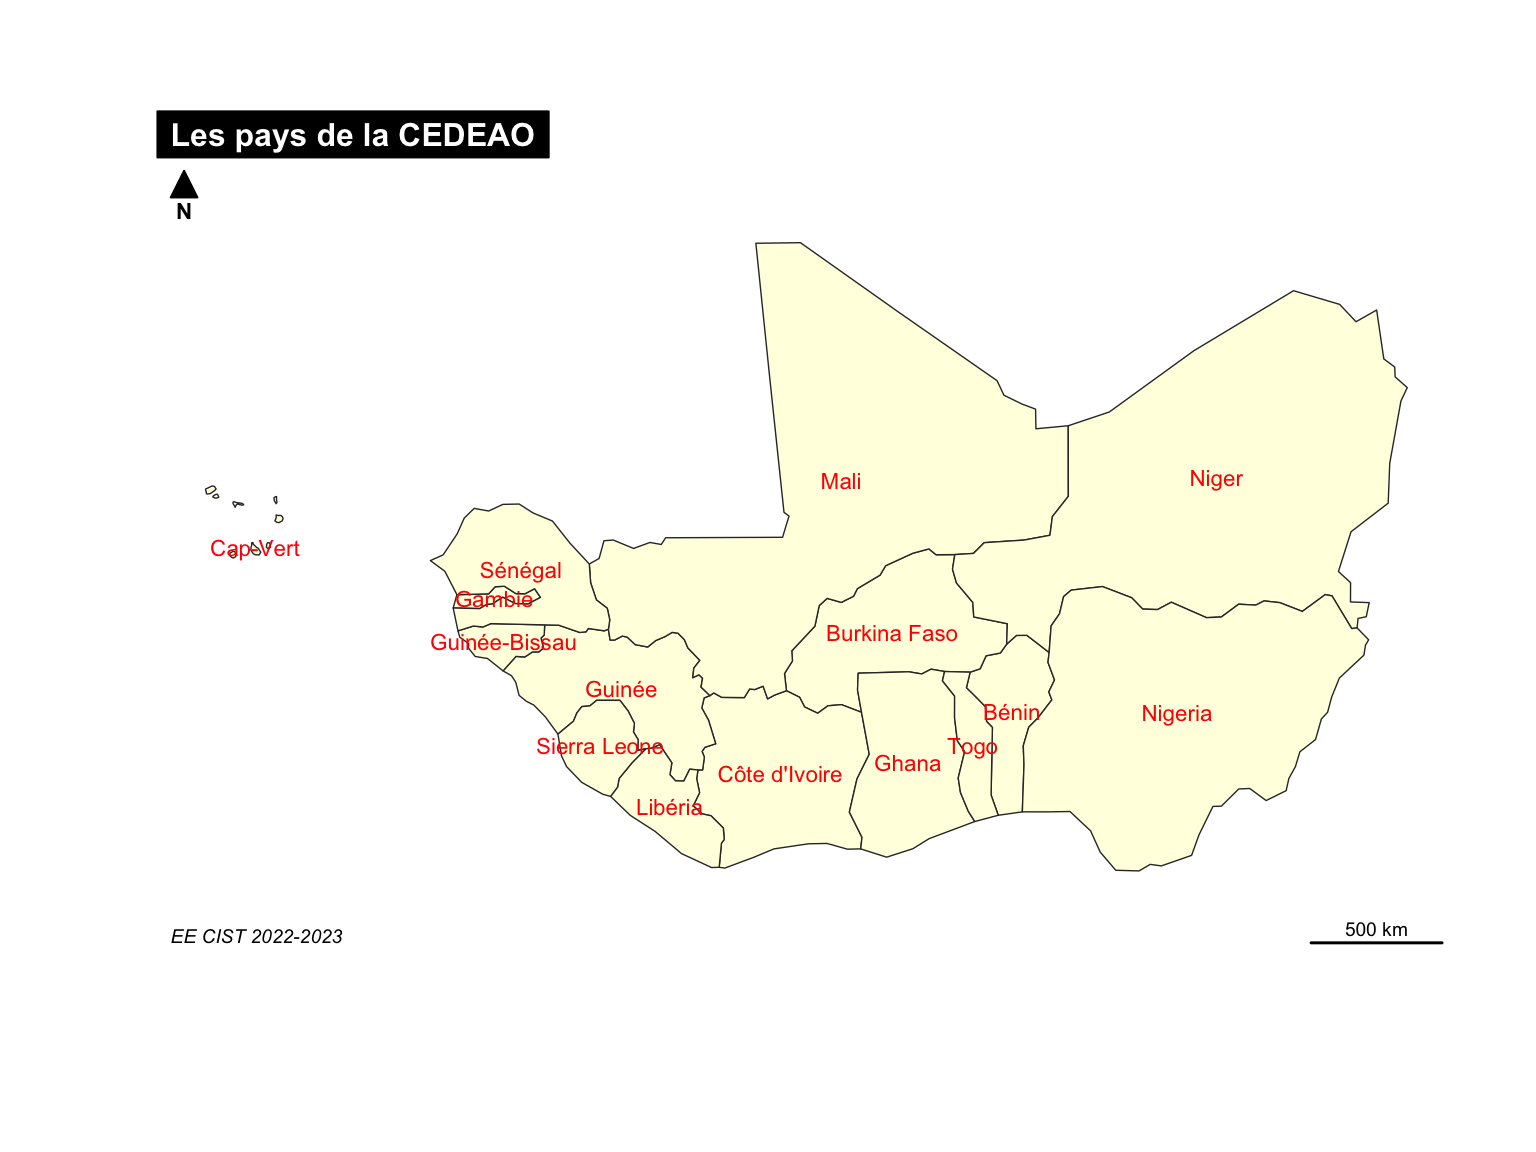 Les pays de la CEDEAO
N
Mali
Niger
Cap-Vert
Sénégal
Gambie
Burkina Faso
Guinée-Bissau
Guinée
Bénin
Nigeria
Sierra Leone
Togo
Ghana
Côte d'Ivoire
Libéria
500 km
EE CIST 2022-2023